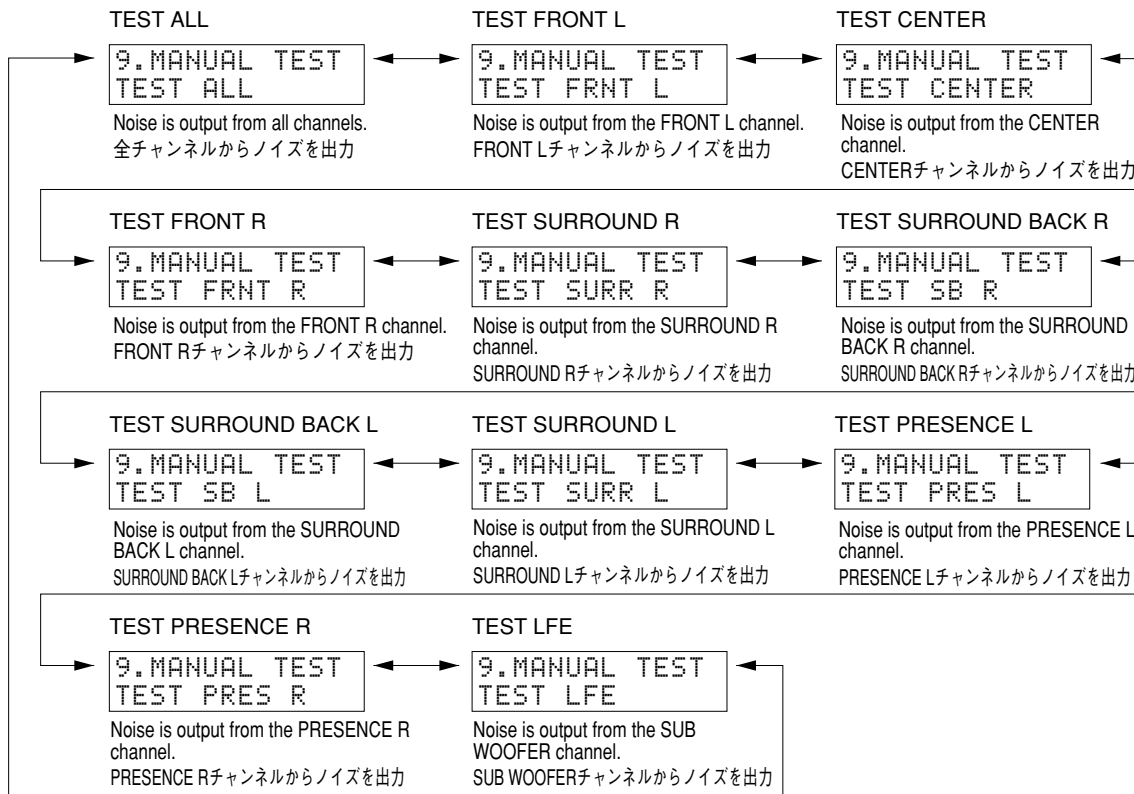 TEST ALL
9.MANUAL TEST
TEST ALL
Noise is output from all channels.
全チャンネルからノイズを出力
TEST FRONT L
9.MANUAL TEST
TEST FRNT L
Noise is output from the FRONT L channel.
FRONT Lチャンネルからノイズを出力
TEST CENTER
9.MANUAL TEST
TEST CENTER
Noise is output from the CENTER
channel.
CENTERチャンネルからノイズを出力
TEST FRONT R
9.MANUAL TEST
TEST FRNT R
Noise is output from the FRONT R channel.
FRONT Rチャンネルからノイズを出力
TEST SURROUND R
9.MANUAL TEST
TEST SURR R
Noise is output from the SURROUND R
channel.
SURROUND Rチャンネルからノイズを出力
TEST SURROUND BACK R
9.MANUAL TEST
TEST SB R
Noise is output from the SURROUND
BACK R channel.
SURROUND BACK Rチャンネルからノイズを出力
TEST SURROUND BACK L
9.MANUAL TEST
TEST SB L
Noise is output from the SURROUND
BACK L channel.
SURROUND BACK Lチャンネルからノイズを出力
TEST SURROUND L
9.MANUAL TEST
TEST SURR L
Noise is output from the SURROUND L
channel.
SURROUND Lチャンネルからノイズを出力
TEST PRESENCE L
9.MANUAL TEST
TEST PRES L
Noise is output from the PRESENCE L
channel.
PRESENCE Lチャンネルからノイズを出力
TEST PRESENCE R
9.MANUAL TEST
TEST PRES R
Noise is output from the PRESENCE R
channel.
PRESENCE Rチャンネルからノイズを出力
TEST LFE
9.MANUAL TEST
TEST LFE
Noise is output from the SUB
WOOFER channel.
SUB WOOFERチャンネルからノイズを出力